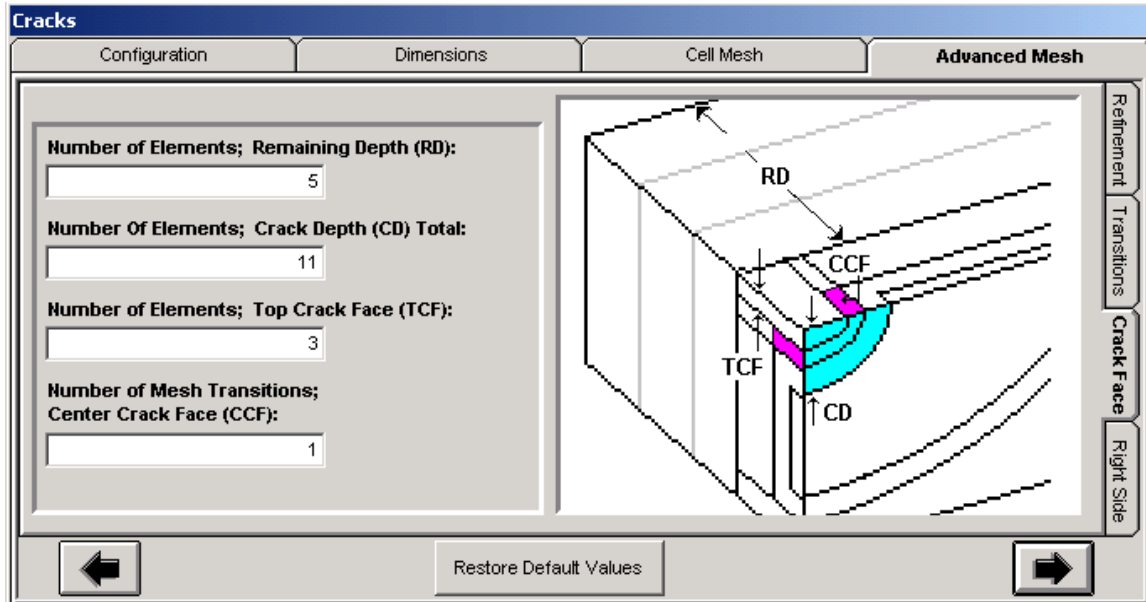 Cracks
Configuration
Dimensions
Cell Mesh
Advanced Mesh
Number of Elements; Remaining Depth (RD):
5
Number Of Elements; Crack Depth (CD) Total:
11
Number of Elements; Top Crack Face (TCF):
3
Number of Mesh Transitions;
Center Crack Face (CCF):
1
RD
CCF
TCF
CD
Refinement
Transitions
Crack Face
Right Side
Restore Default Values